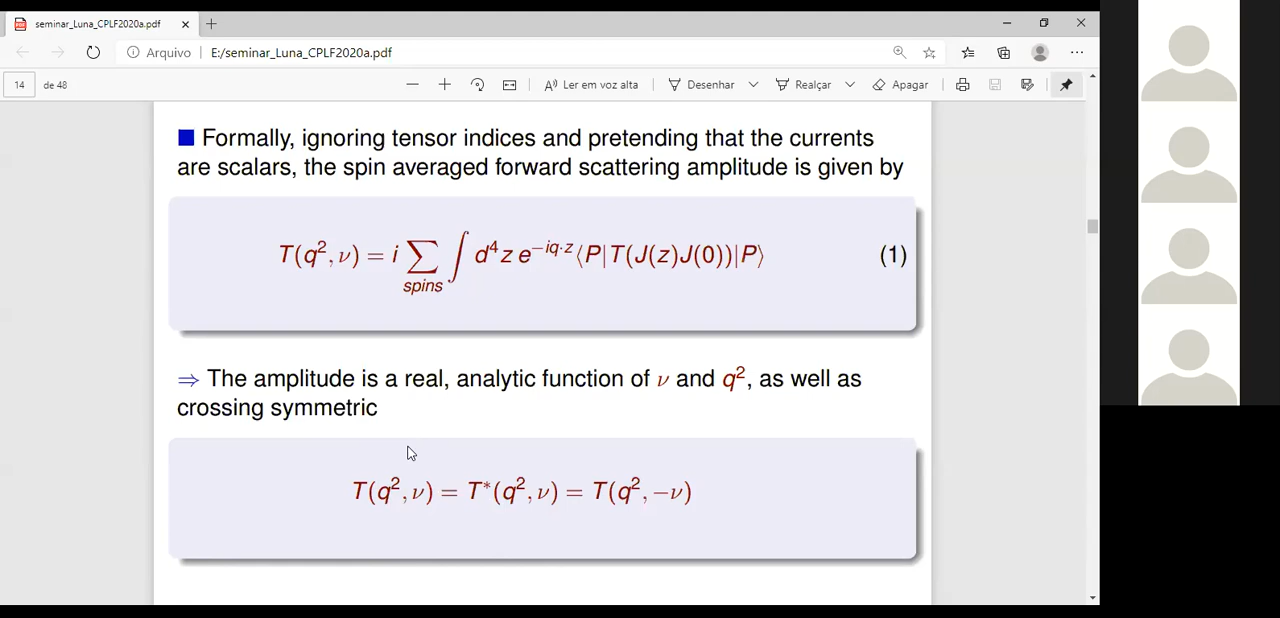 seminar_Luna_CPLF2020a.pdf
Arquivo | E:/seminar_Luna_CPLF2020a.pdf
14 de 48 Ler em voz alta Desenhar Realçar Apagar
Formally, ignoring tensor indices and pretending that the currents
are scalars, the spin averaged forward scattering amplitude is given by
T(q², ν) = i ∑ ∫ d⁴z e^{−iq·z}⟨P|T(J(z)J(0))|P⟩ (1)
spins
⇒ The amplitude is a real, analytic function of ν and q², as well as
crossing symmetric
T(q², ν) = T*(q², ν) = T(q², −ν)